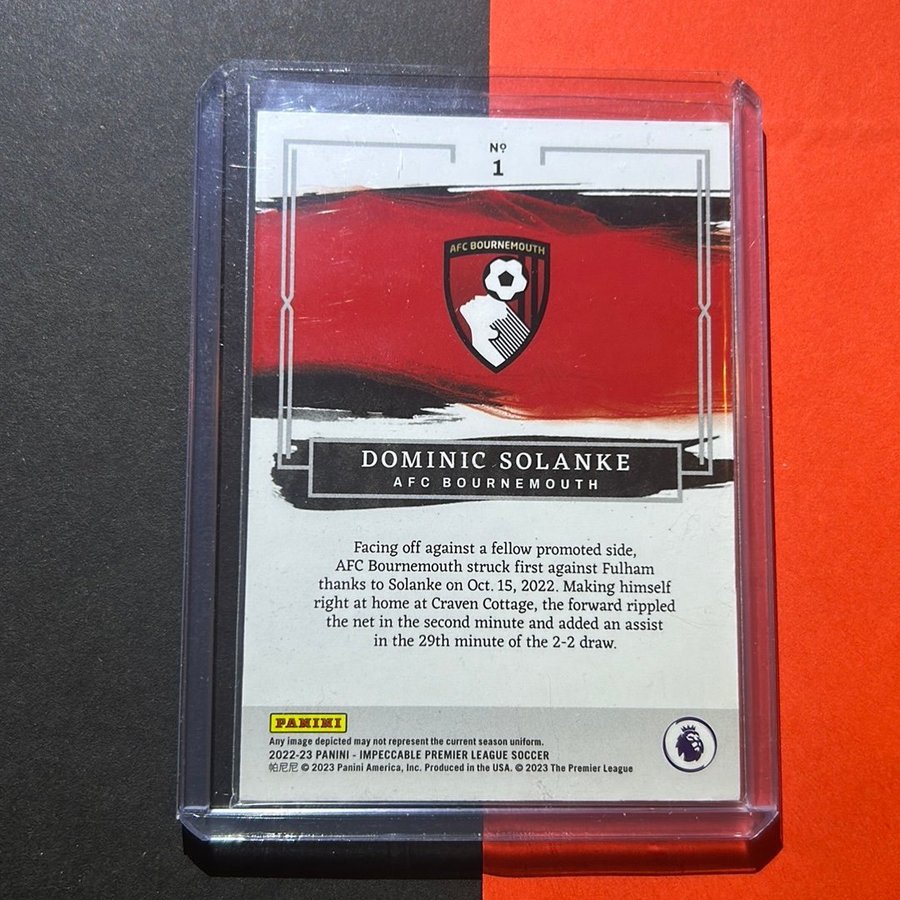 Nº
1
AFC BOURNEMOUTH
DOMINIC SOLANKE
AFC BOURNEMOUTH
Facing off against a fellow promoted side,
AFC Bournemouth struck first against Fulham
thanks to Solanke on Oct. 15, 2022. Making himself
right at home at Craven Cottage, the forward rippled
the net in the second minute and added an assist
in the 29th minute of the 2-2 draw.
PANINI
Any image depicted may not represent the current season uniform.
2022-23 PANINI - IMPECCABLE PREMIER LEAGUE SOCCER
帕尼尼 © 2023 Panini America, Inc. Produced in the USA. © 2023 The Premier League